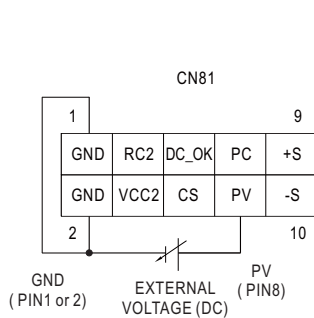 CN81
1 9
GND RC2 DC_OK PC +S
GND VCC2 CS PV -S
2 10
GND
( PIN1 or 2)
EXTERNAL
VOLTAGE (DC)
PV
( PIN8)